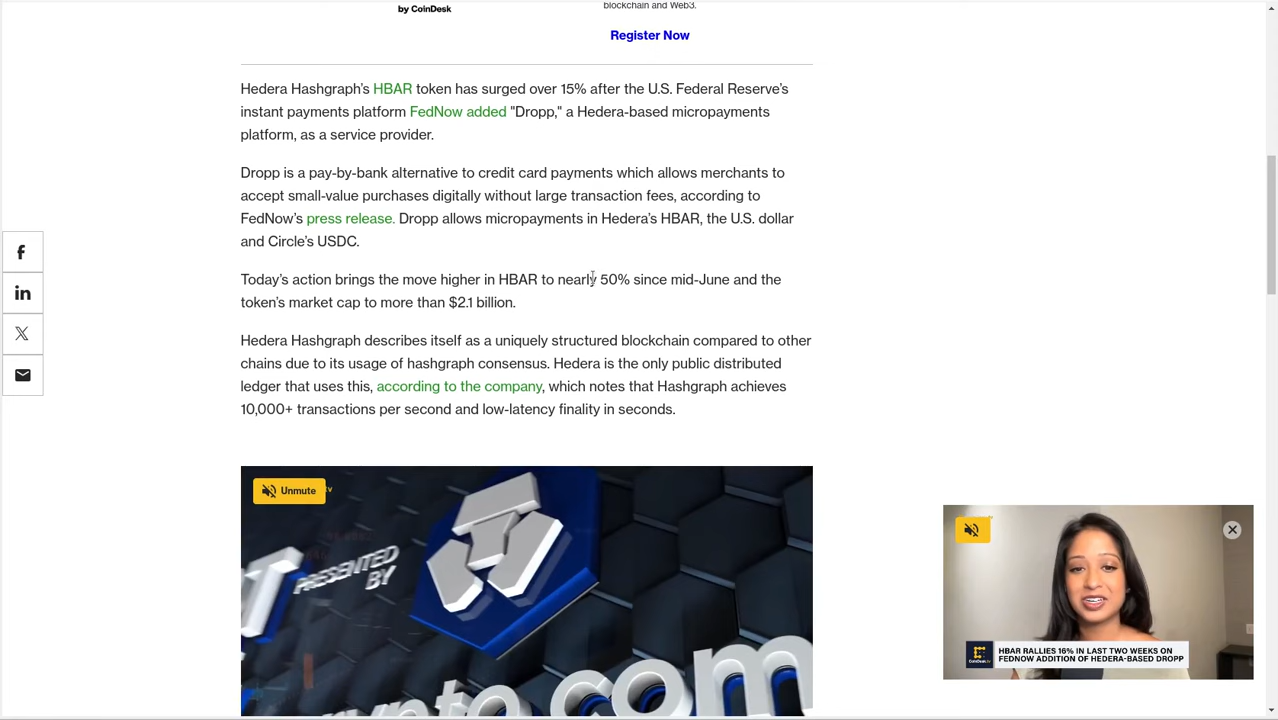 by CoinDesk
blockchain and Web3.
Register Now
Hedera Hashgraph's HBAR token has surged over 15% after the U.S. Federal Reserve's
instant payments platform FedNow added "Dropp," a Hedera-based micropayments
platform, as a service provider.
Dropp is a pay-by-bank alternative to credit card payments which allows merchants to
accept small-value purchases digitally without large transaction fees, according to
FedNow's press release. Dropp allows micropayments in Hedera's HBAR, the U.S. dollar
and Circle's USDC.
Today's action brings the move higher in HBAR to nearly 50% since mid-June and the
token's market cap to more than $2.1 billion.
Hedera Hashgraph describes itself as a uniquely structured blockchain compared to other
chains due to its usage of hashgraph consensus. Hedera is the only public distributed
ledger that uses this, according to the company, which notes that Hashgraph achieves
10,000+ transactions per second and low-latency finality in seconds.
Unmute
PRESENTED
BY
crypto.com
CoinDesk
HBAR RALLIES 16% IN LAST TWO WEEKS ON
FEDNOW ADDITION OF HEDERA-BASED DROPP